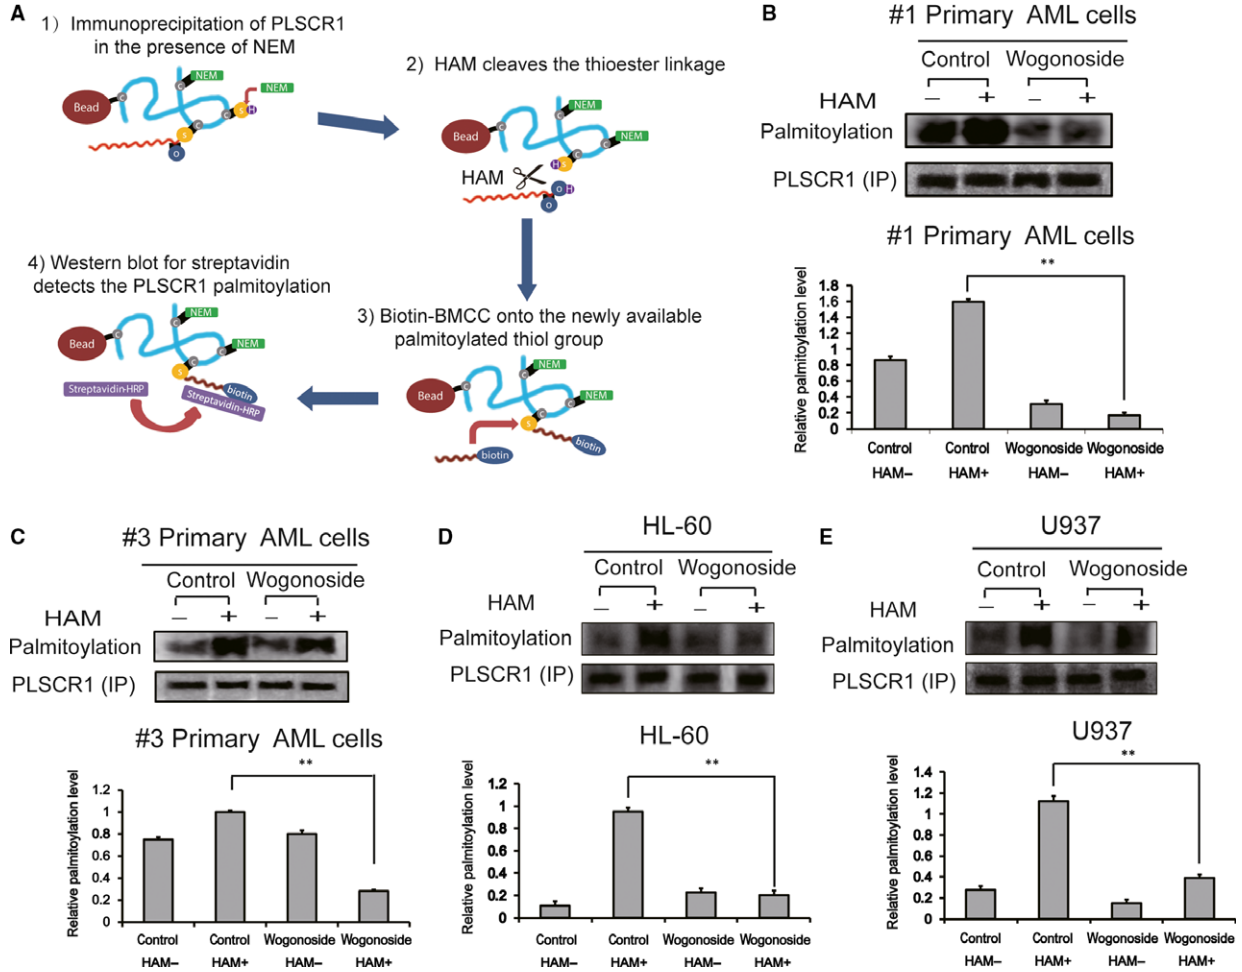 A
1) Immunoprecipitation of PLSCR1
in the presence of NEM
NEM
NEM
Bead
C
C
C
C
S
H
S
O
2) HAM cleaves the thioester linkage
NEM
NEM
Bead
C
C
C
C
H
S
HAM
O
H
O
3) Biotin-BMCC onto the newly available
palmitoylated thiol group
NEM
NEM
Bead
C
C
C
C
S
biotin
biotin
4) Western blot for streptavidin
detects the PLSCR1 palmitoylation
NEM
NEM
Bead
C
C
C
C
S
biotin
Streptavidin-HRP
Streptavidin-HRP
B
#1 Primary AML cells
Control Wogonoside
HAM – + – +
Palmitoylation
PLSCR1 (IP)
#1 Primary AML cells
**
Relative palmitoylation level
1.8
1.6
1.4
1.2
1
0.8
0.6
0.4
0.2
0
Control Control Wogonoside Wogonoside
HAM– HAM+ HAM– HAM+
C
#3 Primary AML cells
Control Wogonoside
HAM – + – +
Palmitoylation
PLSCR1 (IP)
#3 Primary AML cells
**
Relative palmitoylation level
1.2
1
0.8
0.6
0.4
0.2
0
Control Control Wogonoside Wogonoside
HAM– HAM+ HAM– HAM+
D
HL-60
Control Wogonoside
HAM – + – +
Palmitoylation
PLSCR1 (IP)
HL-60
**
Relative palmitoylation level
1.2
1
0.8
0.6
0.4
0.2
0
Control Control Wogonoside Wogonoside
HAM– HAM+ HAM– HAM+
E
U937
Control Wogonoside
HAM – + – +
Palmitoylation
PLSCR1 (IP)
U937
**
Relative palmitoylation level
1.4
1.2
1
0.8
0.6
0.4
0.2
0
Control Control Wogonoside Wogonoside
HAM– HAM+ HAM– HAM+